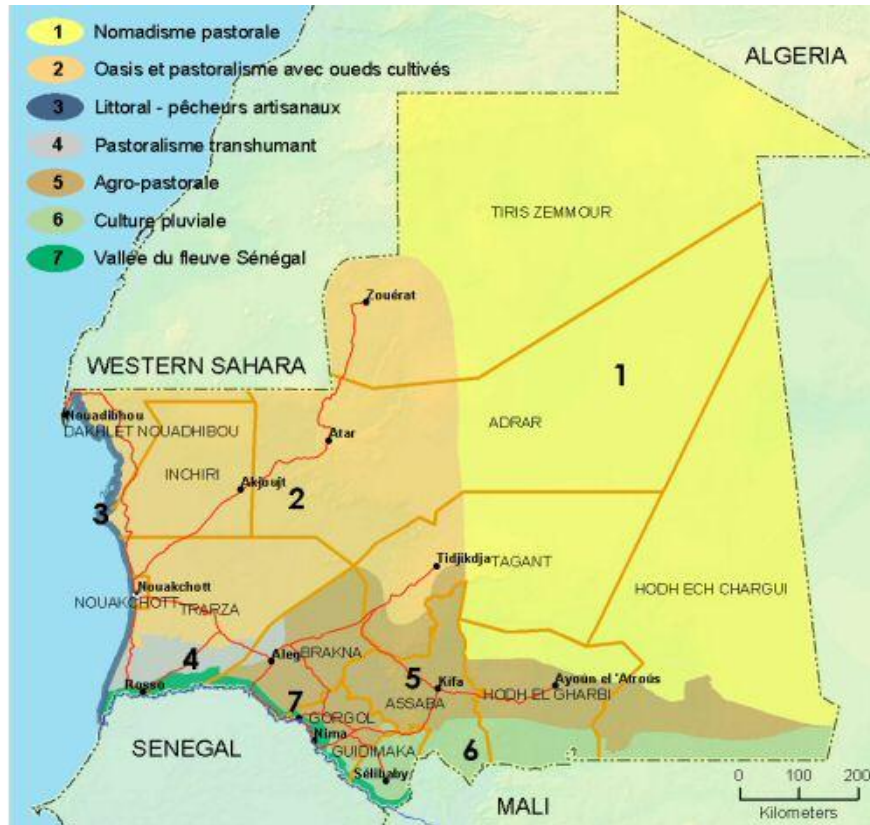 1 Nomadisme pastorale
2 Oasis et pastoralisme avec oueds cultivés
3 Littoral - pêcheurs artisanaux
4 Pastoralisme transhumant
5 Agro-pastorale
6 Culture pluviale
7 Vallée du fleuve Sénégal
ALGERIA
TIRIS ZEMMOUR
Zouérat
WESTERN SAHARA
1
Nouadibhou
DAKHLET NOUADHIBOU
ADRAR
Atar
INCHIRI
Akjoujt
2
3
Tidjikdja
TAGANT
Nouakchott
NOUAKCHOTT
TRARZA
HODH ECH CHARGUI
4
Aleg
BRAKNA
5
Kifa
Ayoûn el 'Atroûs
Rosso
ASSABA
HODH EL GHARBI
7
GORGOL
Nima
GUIDIMAKA
6
SENEGAL
Sélibaby
MALI
0 100 200
Kilometers